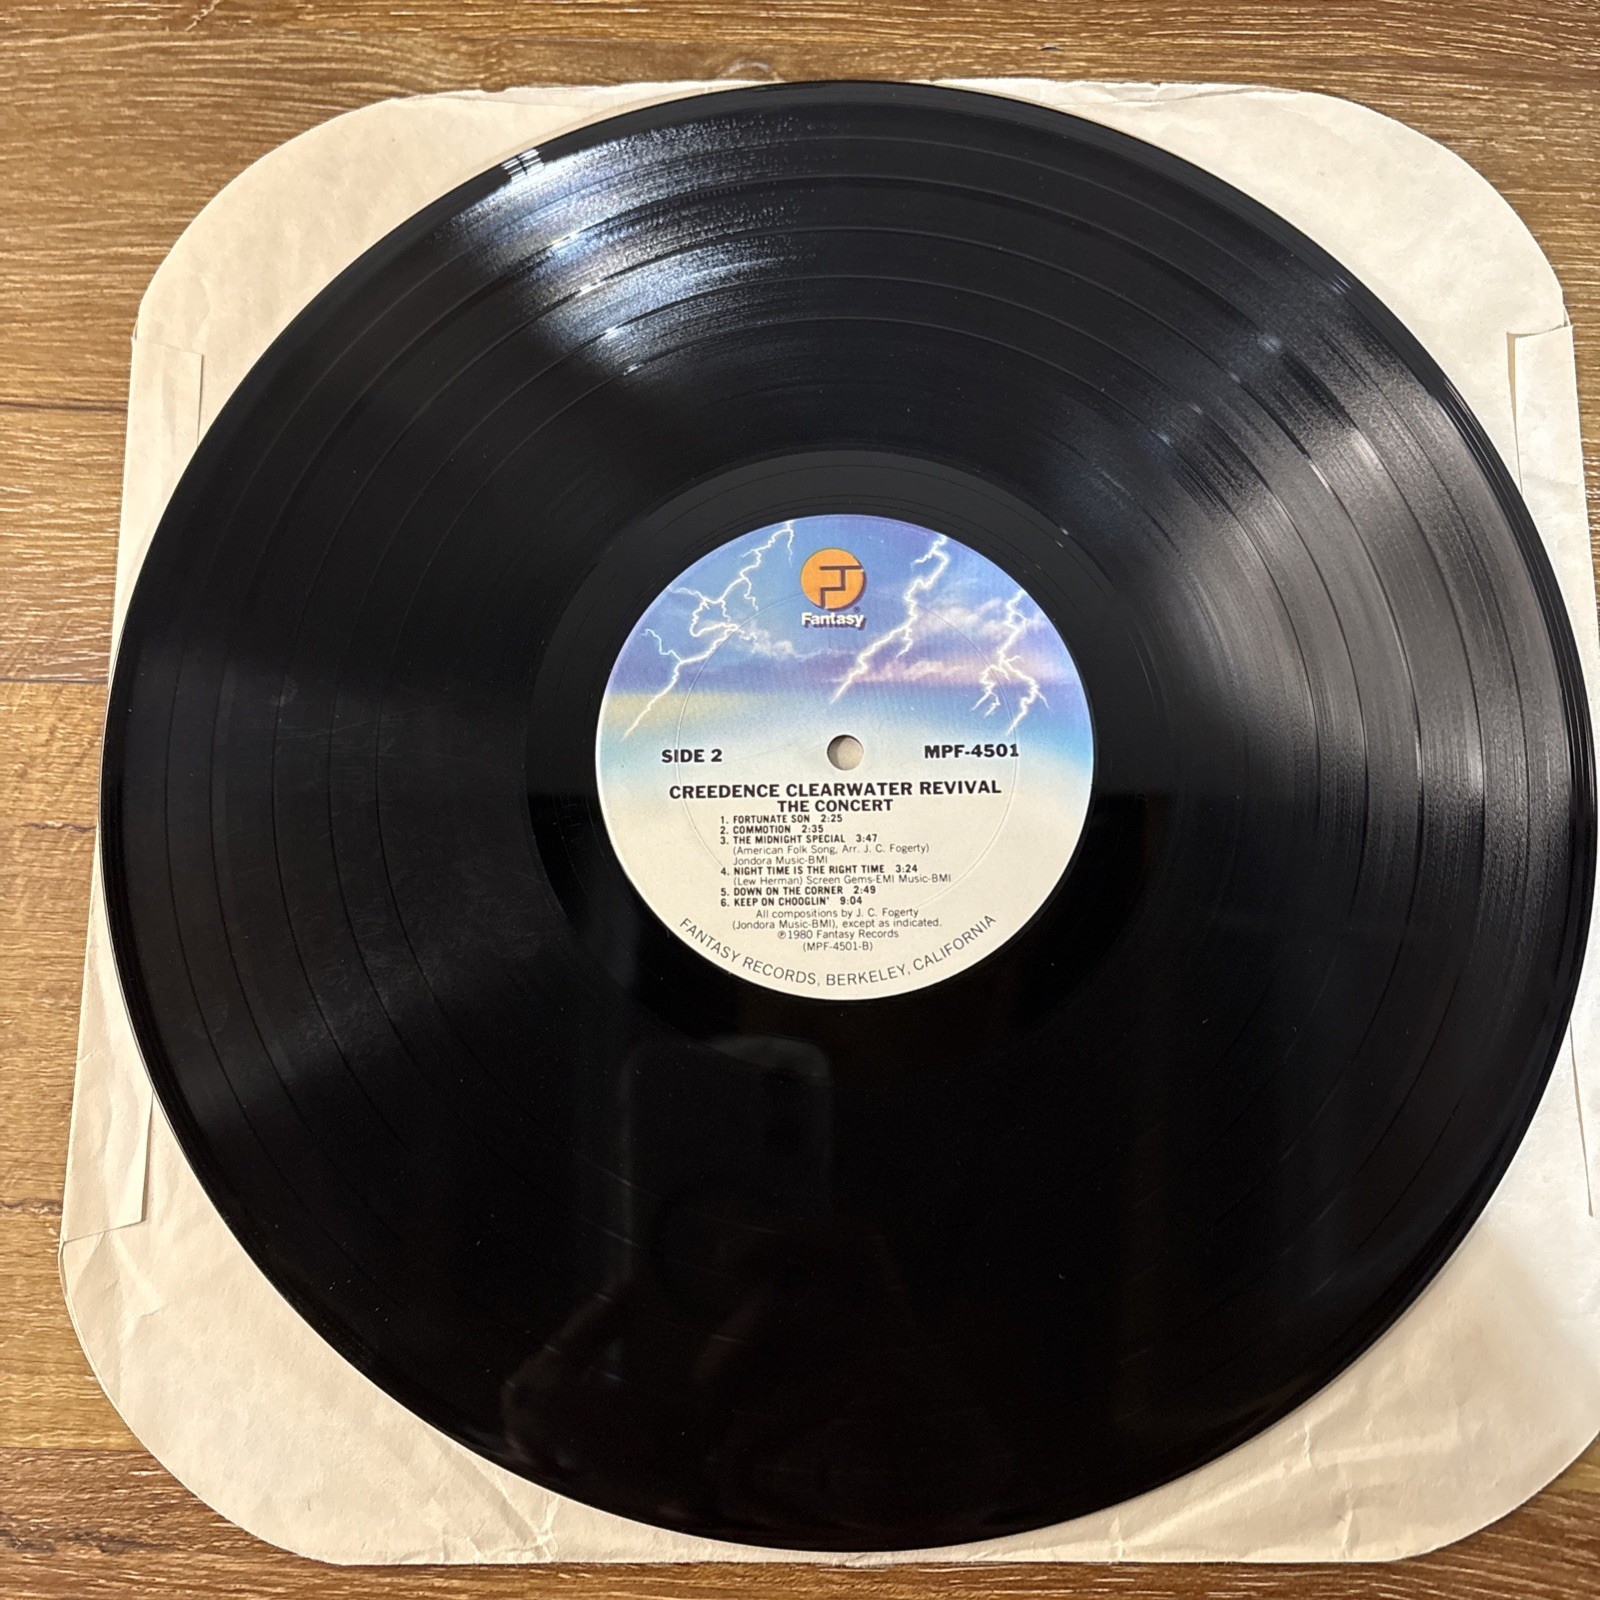 Fantasy®
SIDE 2
MPF-4501
CREEDENCE CLEARWATER REVIVAL
THE CONCERT
1. FORTUNATE SON 2:25
2. COMMOTION 2:35
3. THE MIDNIGHT SPECIAL 3:47
(American Folk Song, Arr. J. C. Fogerty)
Jondora Music-BMI
4. NIGHT TIME IS THE RIGHT TIME 3:24
(Lew Herman) Screen Gems-EMI Music-BMI
5. DOWN ON THE CORNER 2:49
6. KEEP ON CHOOGLIN' 9:04
All compositions by J. C. Fogerty
(Jondora Music-BMI), except as indicated.
℗1980 Fantasy Records
(MPF-4501-B)
FANTASY RECORDS, BERKELEY, CALIFORNIA